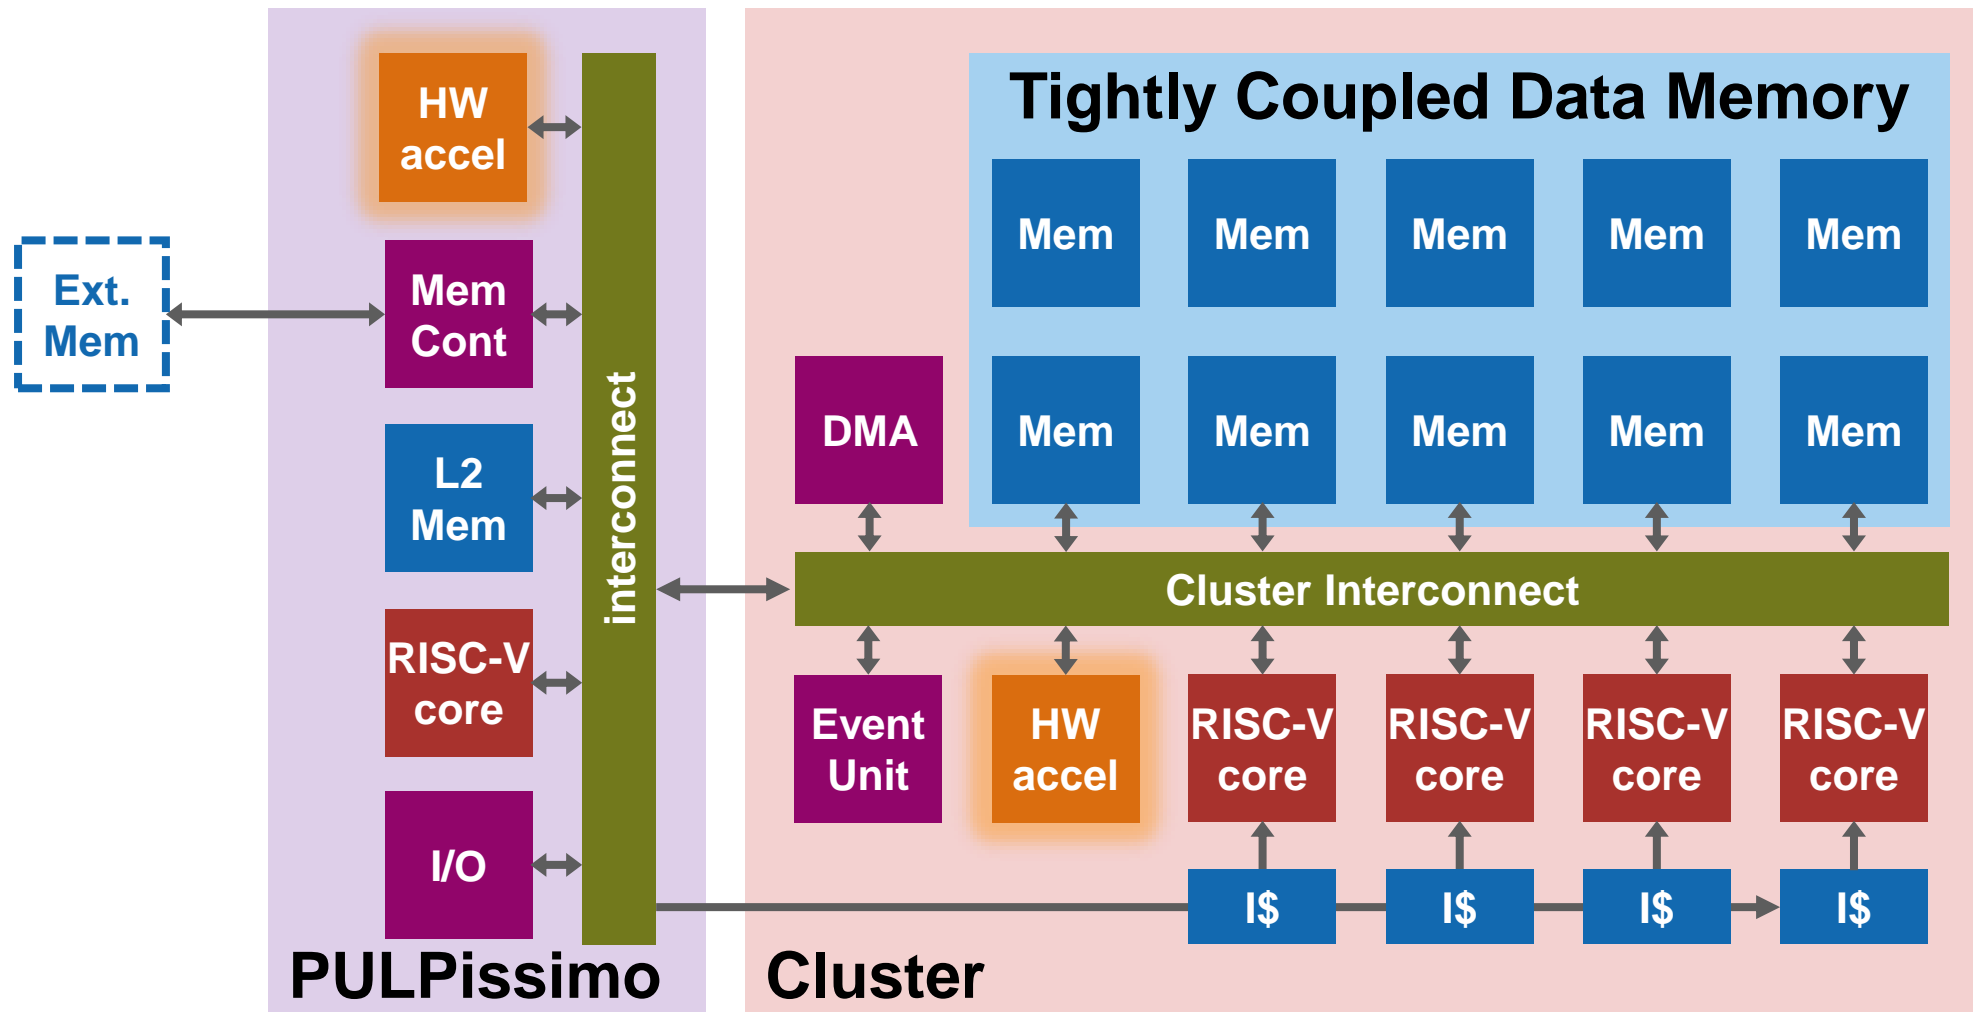 HW
accel
Ext.
Mem
Mem
Cont
L2
Mem
RISC-V
core
I/O
interconnect
PULPissimo
Tightly Coupled Data Memory
Mem Mem Mem Mem Mem
DMA
Mem Mem Mem Mem Mem
Cluster Interconnect
Event
Unit
HW
accel
RISC-V
core
RISC-V
core
RISC-V
core
RISC-V
core
I$ I$ I$ I$
Cluster